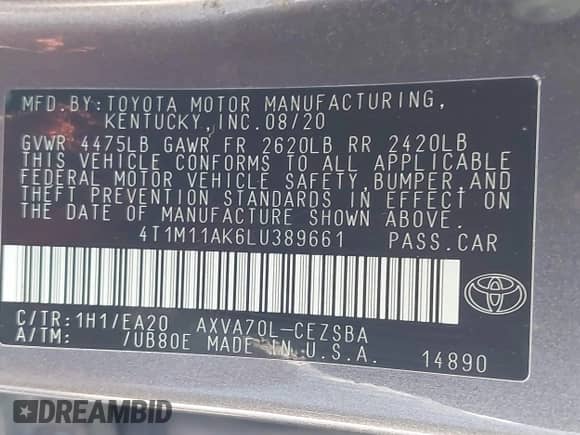 MFD.BY:TOYOTA MOTOR MANUFACTURING,
KENTUCKY,INC.08/20
GVWR 4475LB GAWR FR 2620LB RR 2420LB
THIS VEHICLE CONFORMS TO ALL APPLICABLE
FEDERAL MOTOR VEHICLE SAFETY,BUMPER,AND
THEFT PREVENTION STANDARDS IN EFFECT ON
THE DATE OF MANUFACTURE SHOWN ABOVE.
4T1M11AK6LU389661 PASS.CAR
C/TR:1H1/EA20 AXVA70L-CEZSBA
A/TM: /UB80E MADE IN U.S.A. 14890
DREAMBID